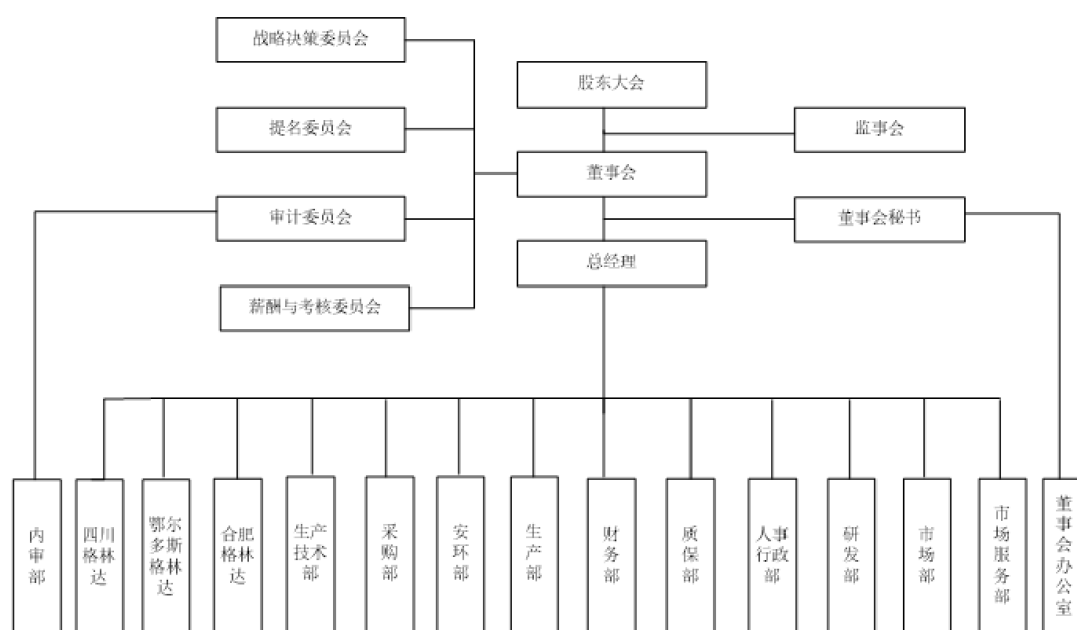 战略决策委员会
股东大会
提名委员会
监事会
董事会
审计委员会
董事会秘书
总经理
薪酬与考核委员会
内审部
四川
格林达
鄂尔
多斯
格林达
合肥
格林达
生产
技术部
采购部
安环部
生产部
财务部
质保部
人事
行政部
研发部
市场部
市场服务部
董事会办公室